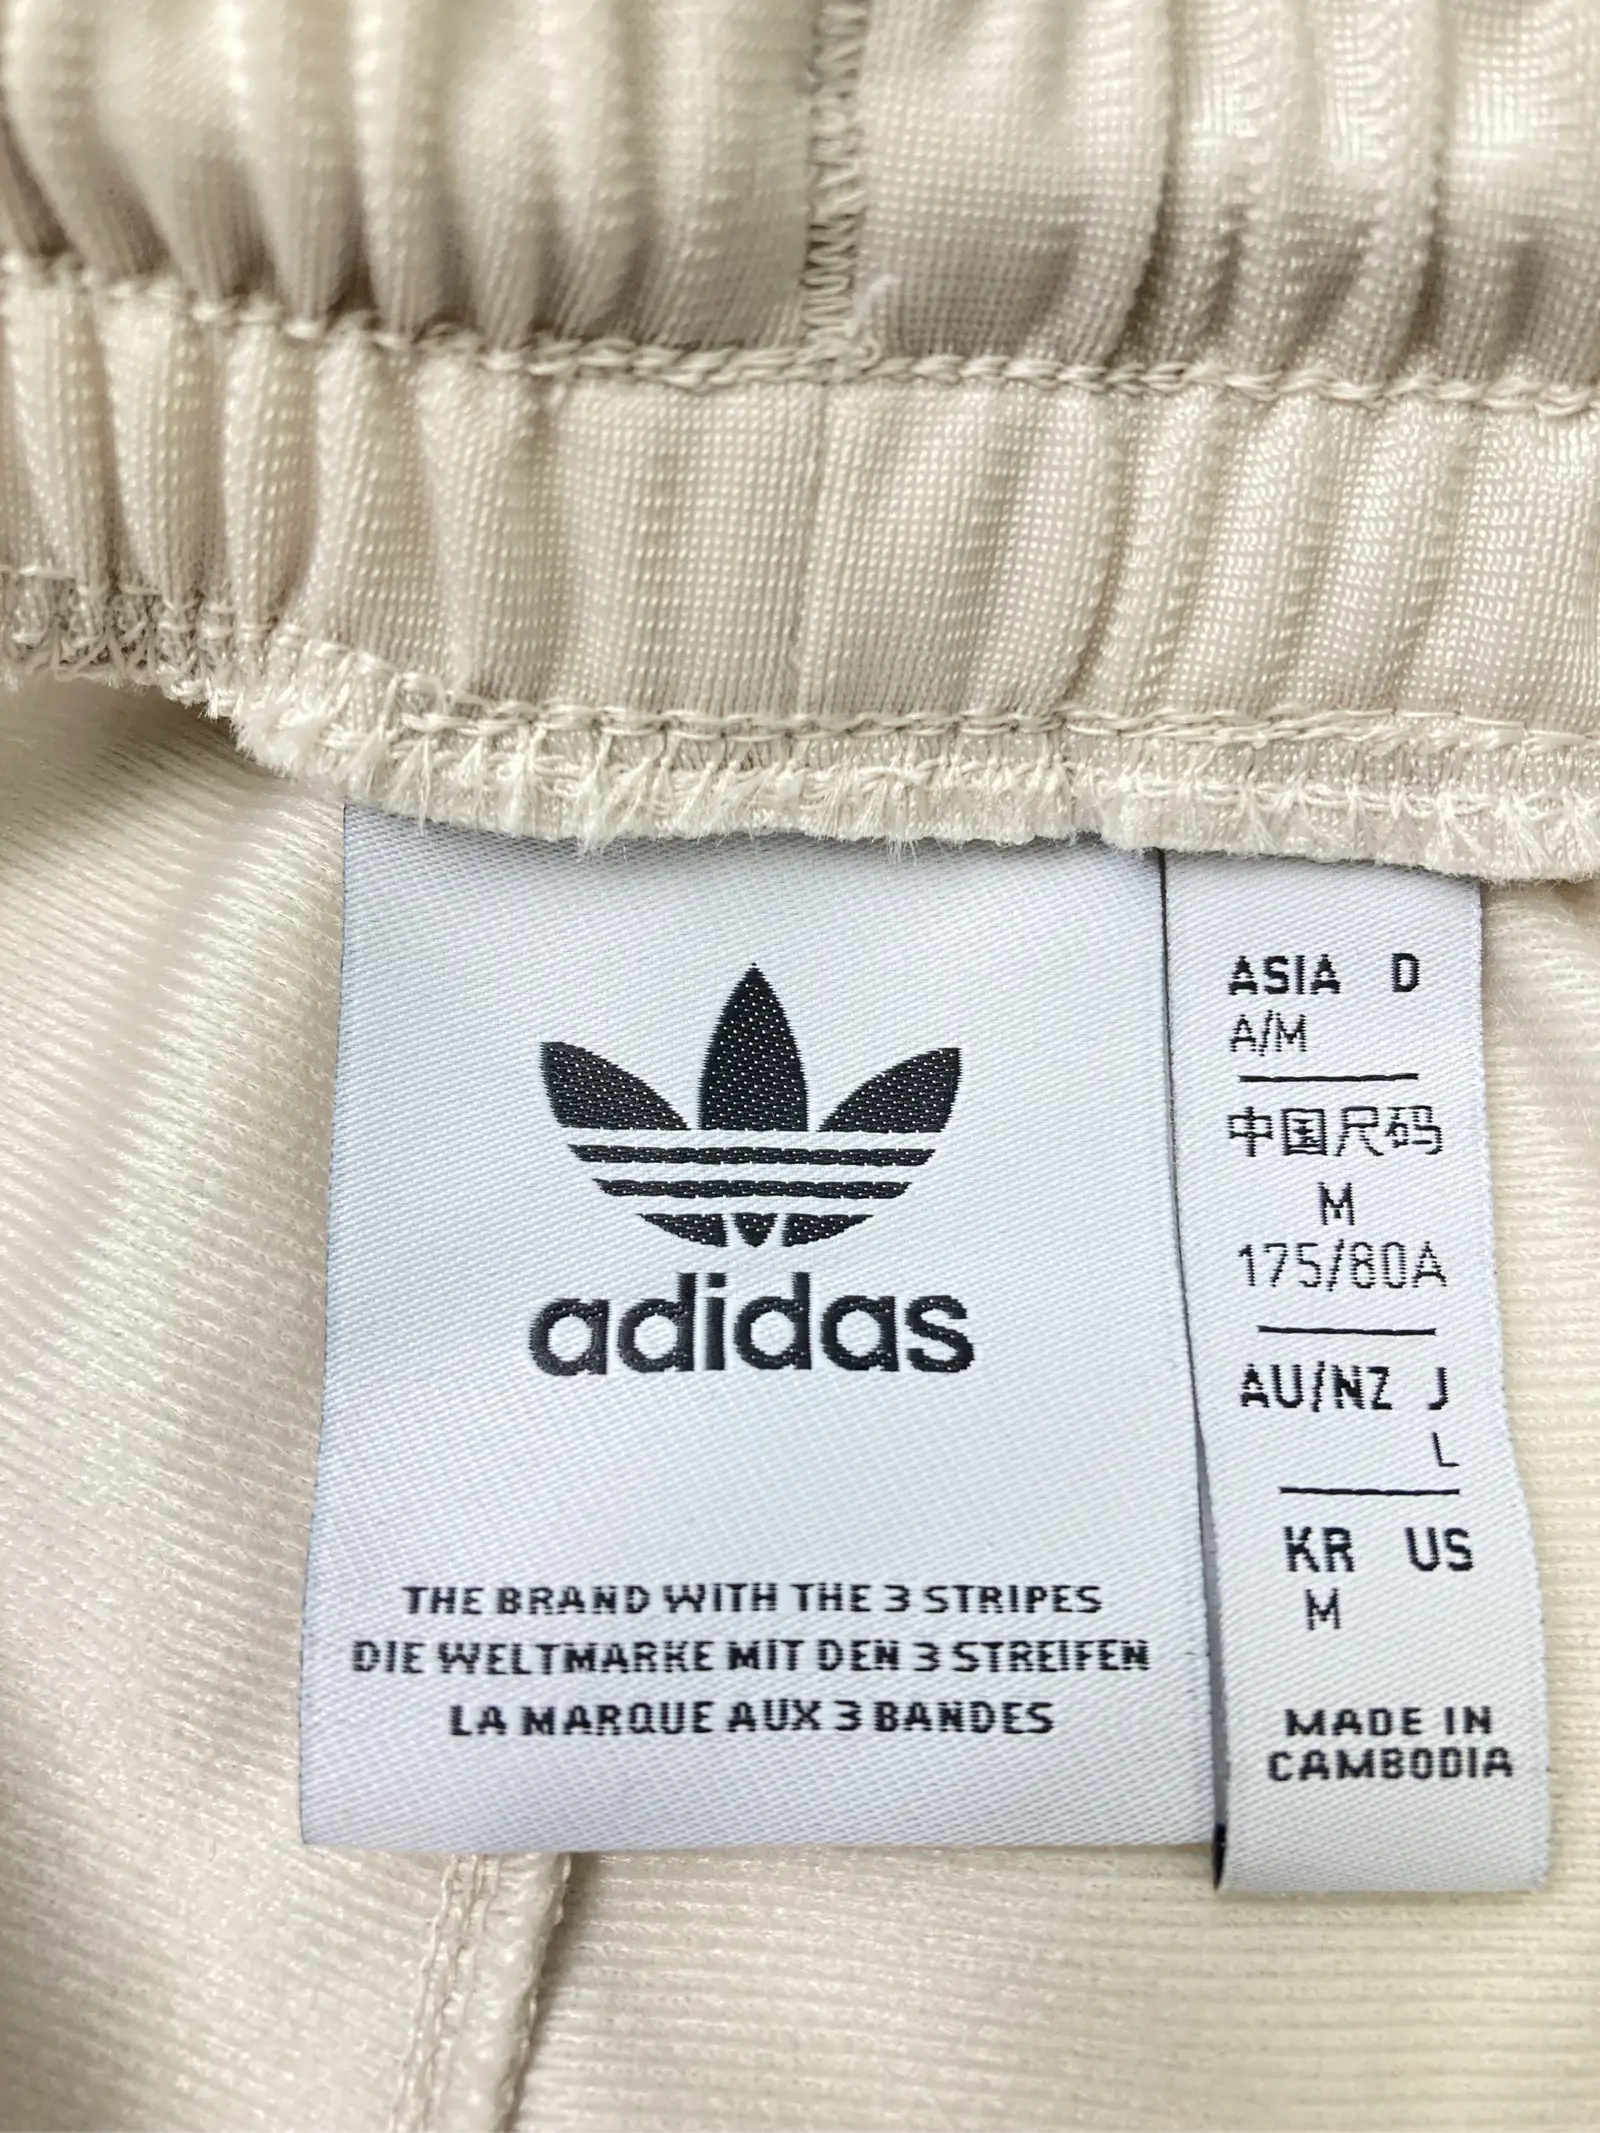 adidas
THE BRAND WITH THE 3 STRIPES
DIE WELTMARKE MIT DEN 3 STREIFEN
LA MARQUE AUX 3 BANDES
ASIA D
A/M
中国尺码
M
175/80A
AU/NZ J
L
KR US
M
MADE IN
CAMBODIA